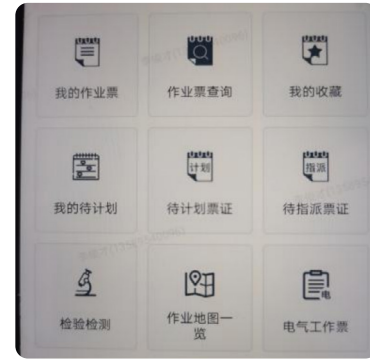 我的作业票
作业票查询
我的收藏
计划
指派
我的待计划
待计划票证
待指派票证
电
检验检测
作业地图一
览
电气工作票